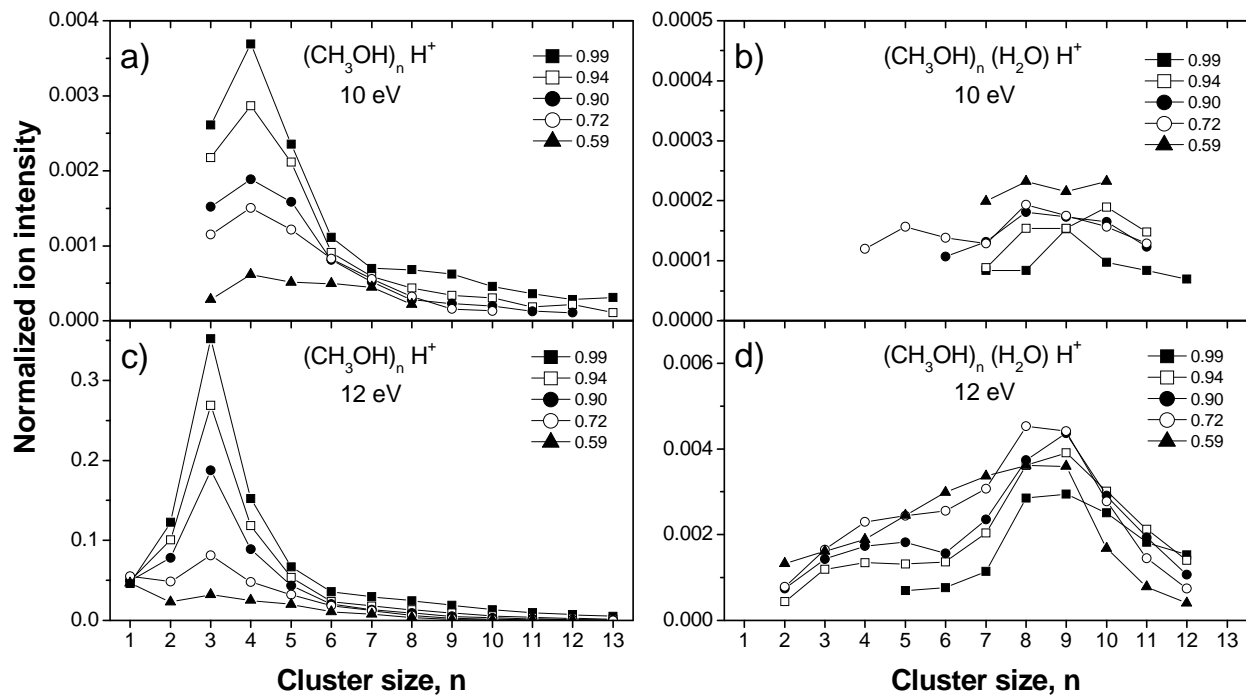 Normalized ion intensity
a)
(CH₃OH)ₙ H⁺
10 eV
0.99
0.94
0.90
0.72
0.59
0.004
0.003
0.002
0.001
0.000
b)
(CH₃OH)ₙ (H₂O) H⁺
10 eV
0.99
0.94
0.90
0.72
0.59
0.0005
0.0004
0.0003
0.0002
0.0001
0.0000
c)
(CH₃OH)ₙ H⁺
12 eV
0.99
0.94
0.90
0.72
0.59
0.3
0.2
0.1
0.0
1 2 3 4 5 6 7 8 9 10 11 12 13
Cluster size, n
d)
(CH₃OH)ₙ (H₂O) H⁺
12 eV
0.99
0.94
0.90
0.72
0.59
0.006
0.004
0.002
0.000
1 2 3 4 5 6 7 8 9 10 11 12 13
Cluster size, n